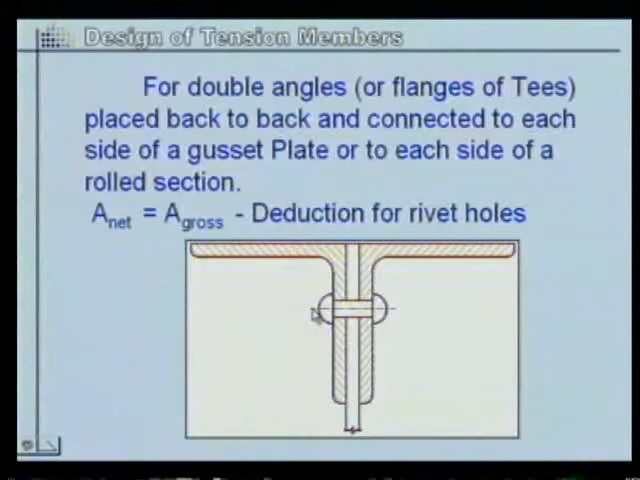 Design of Tension Members
For double angles (or flanges of Tees)
placed back to back and connected to each
side of a gusset Plate or to each side of a
rolled section.
Anet = Agross - Deduction for rivet holes